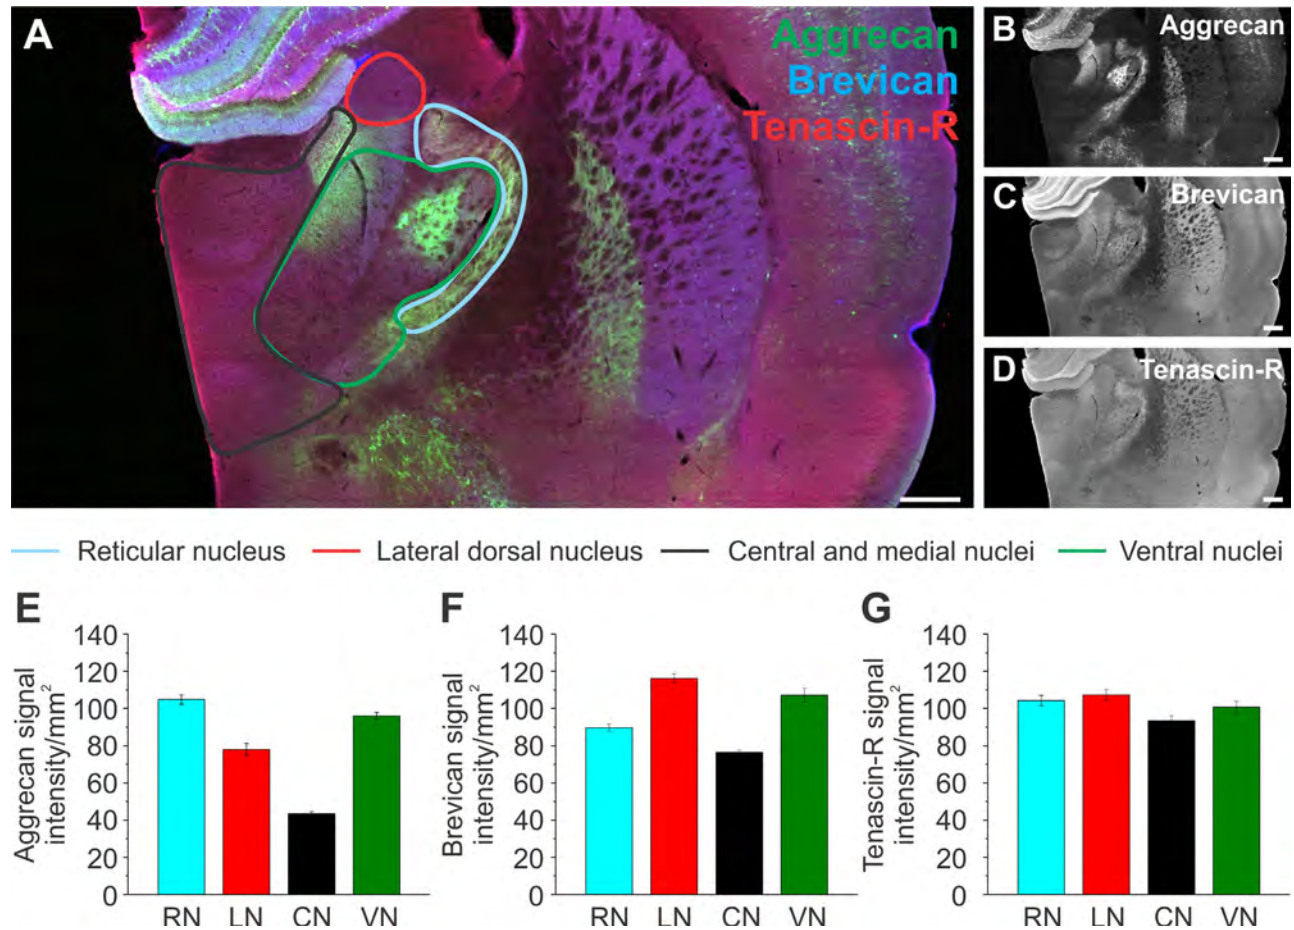 A
Aggrecan
Brevican
Tenascin-R
B
Aggrecan
C
Brevican
D
Tenascin-R
Reticular nucleus
Lateral dorsal nucleus
Central and medial nuclei
Ventral nuclei
E
Aggrecan signal
intensity/mm²
140
120
100
80
60
40
20
0
RN LN CN VN
F
Brevican signal
intensity/mm²
140
120
100
80
60
40
20
0
RN LN CN VN
G
Tenascin-R signal
intensity/mm²
140
120
100
80
60
40
20
0
RN LN CN VN